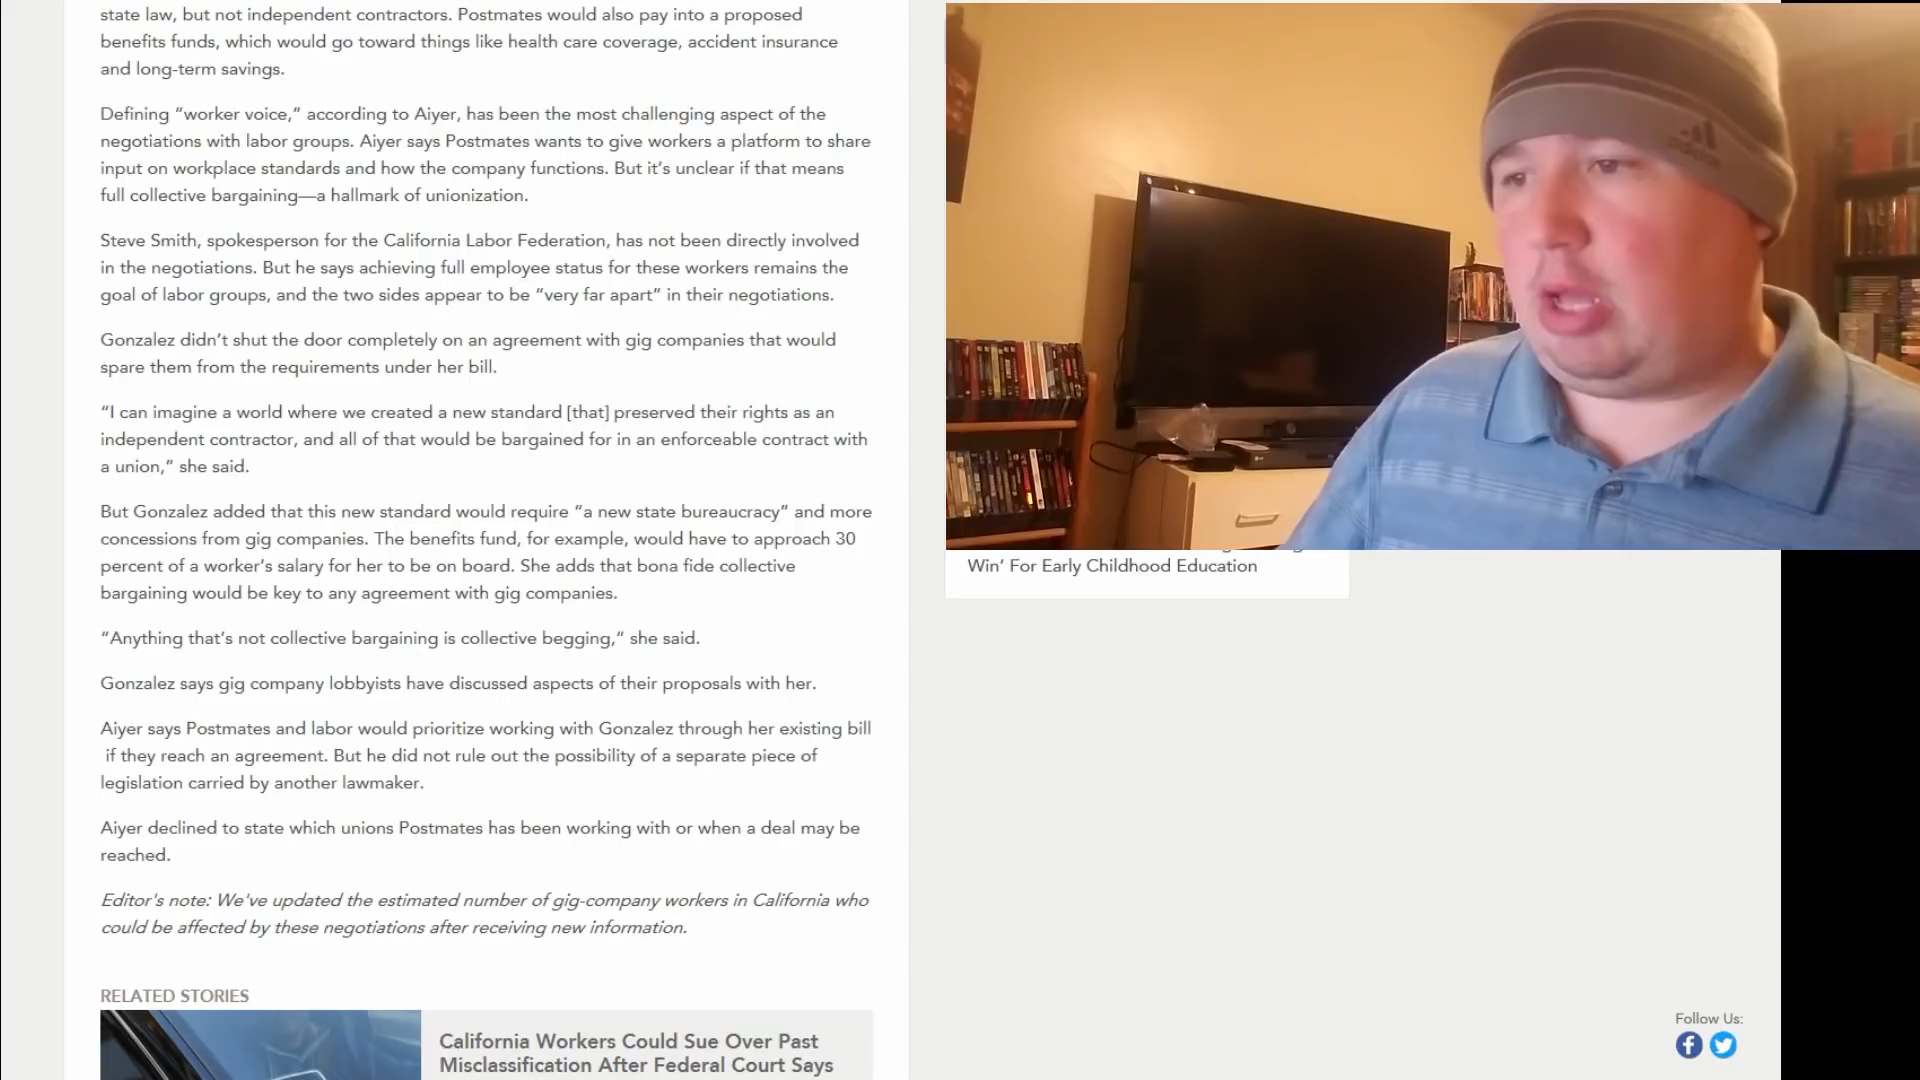 state law, but not independent contractors. Postmates would also pay into a proposed
benefits funds, which would go toward things like health care coverage, accident insurance
and long-term savings.
Defining “worker voice,” according to Aiyer, has been the most challenging aspect of the
negotiations with labor groups. Aiyer says Postmates wants to give workers a platform to share
input on workplace standards and how the company functions. But it’s unclear if that means
full collective bargaining—a hallmark of unionization.
Steve Smith, spokesperson for the California Labor Federation, has not been directly involved
in the negotiations. But he says achieving full employee status for these workers remains the
goal of labor groups, and the two sides appear to be “very far apart” in their negotiations.
Gonzalez didn’t shut the door completely on an agreement with gig companies that would
spare them from the requirements under her bill.
“I can imagine a world where we created a new standard [that] preserved their rights as an
independent contractor, and all of that would be bargained for in an enforceable contract with
a union,” she said.
But Gonzalez added that this new standard would require “a new state bureaucracy” and more
concessions from gig companies. The benefits fund, for example, would have to approach 30
percent of a worker’s salary for her to be on board. She adds that bona fide collective
bargaining would be key to any agreement with gig companies.
“Anything that’s not collective bargaining is collective begging,“ she said.
Gonzalez says gig company lobbyists have discussed aspects of their proposals with her.
Aiyer says Postmates and labor would prioritize working with Gonzalez through her existing bill
if they reach an agreement. But he did not rule out the possibility of a separate piece of
legislation carried by another lawmaker.
Aiyer declined to state which unions Postmates has been working with or when a deal may be
reached.
Editor's note: We've updated the estimated number of gig-company workers in California who
could be affected by these negotiations after receiving new information.
RELATED STORIES
California Workers Could Sue Over Past
Misclassification After Federal Court Says
adidas
Win’ For Early Childhood Education
Follow Us: